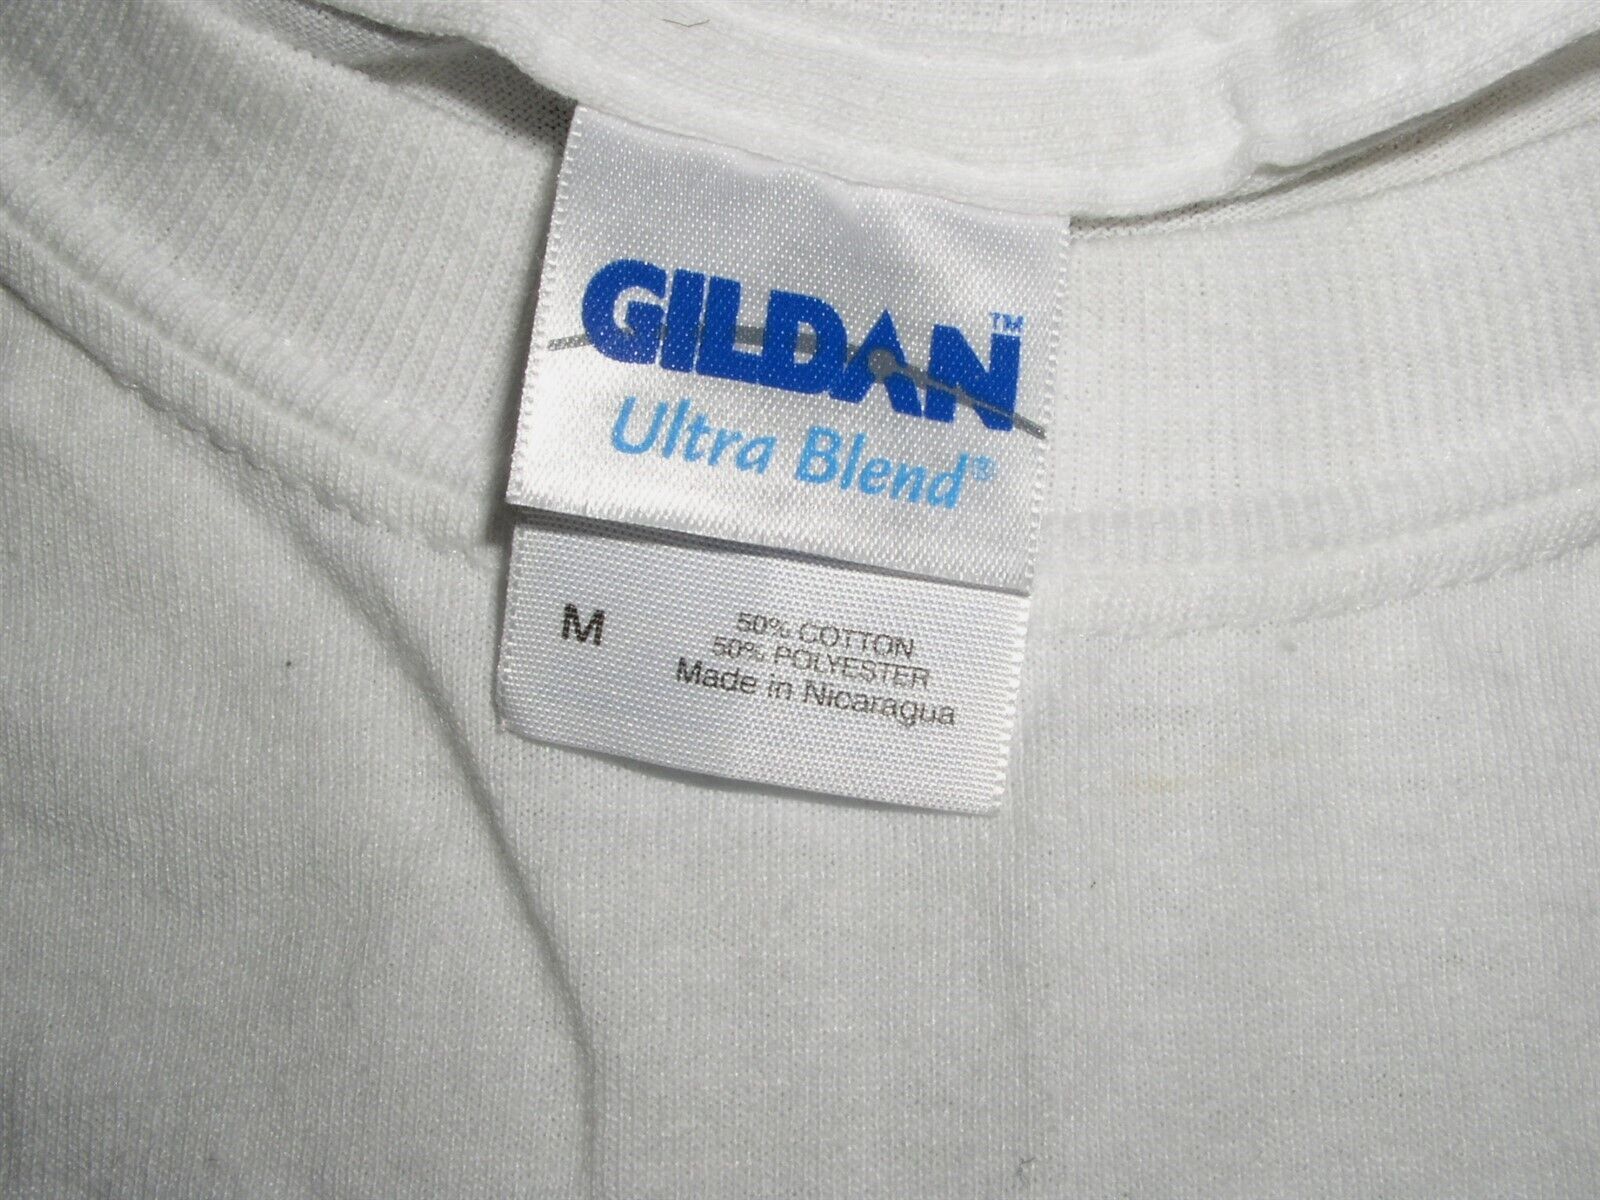 GILDAN™
Ultra Blend®
M
50% COTTON
50% POLYESTER
Made in Nicaragua